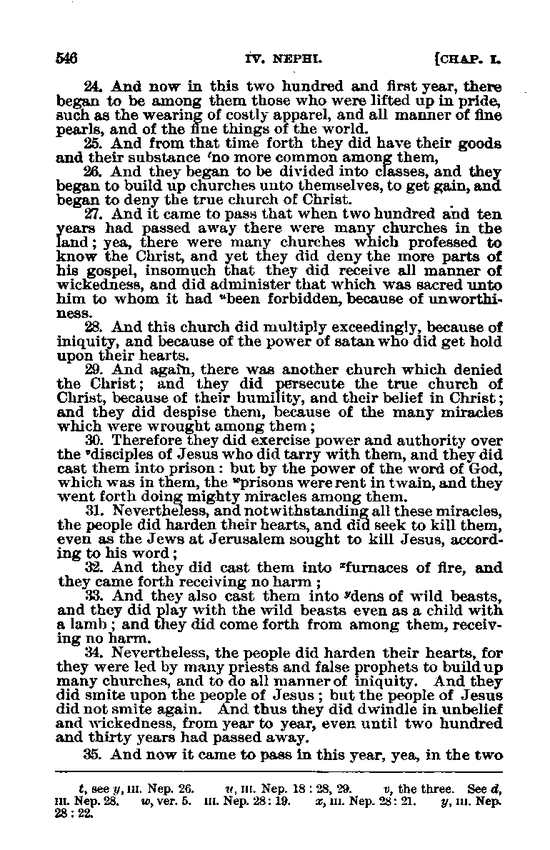 546 IV. NEPHI. [CHAP. I.
24. And now in this two hundred and first year, there
began to be among them those who were lifted up in pride,
such as the wearing of costly apparel, and all manner of fine
pearls, and of the fine things of the world.
25. And from that time forth they did have their goods
and their substance ᵗno more common among them,
26. And they began to be divided into classes, and they
began to build up churches unto themselves, to get gain, and
began to deny the true church of Christ.
27. And it came to pass that when two hundred and ten
years had passed away there were many churches in the
land; yea, there were many churches which professed to
know the Christ, and yet they did deny the more parts of
his gospel, insomuch that they did receive all manner of
wickedness, and did administer that which was sacred unto
him to whom it had ᵘbeen forbidden, because of unworthi-
ness.
28. And this church did multiply exceedingly, because of
iniquity, and because of the power of satan who did get hold
upon their hearts.
29. And again, there was another church which denied
the Christ; and they did persecute the true church of
Christ, because of their humility, and their belief in Christ;
and they did despise them, because of the many miracles
which were wrought among them;
30. Therefore they did exercise power and authority over
the ᵛdisciples of Jesus who did tarry with them, and they did
cast them into prison: but by the power of the word of God,
which was in them, the ʷprisons were rent in twain, and they
went forth doing mighty miracles among them.
31. Nevertheless, and notwithstanding all these miracles,
the people did harden their hearts, and did seek to kill them,
even as the Jews at Jerusalem sought to kill Jesus, accord-
ing to his word;
32. And they did cast them into ˣfurnaces of fire, and
they came forth receiving no harm;
33. And they also cast them into ʸdens of wild beasts,
and they did play with the wild beasts even as a child with
a lamb; and they did come forth from among them, receiv-
ing no harm.
34. Nevertheless, the people did harden their hearts, for
they were led by many priests and false prophets to build up
many churches, and to do all manner of iniquity. And they
did smite upon the people of Jesus; but the people of Jesus
did not smite again. And thus they did dwindle in unbelief
and wickedness, from year to year, even until two hundred
and thirty years had passed away.
35. And now it came to pass in this year, yea, in the two
t, see y, III. Nep. 26. u, III. Nep. 18:28, 29. v, the three. See d,
III. Nep. 28. w, ver. 5. III. Nep. 28:19. x, III. Nep. 28:21. y, III. Nep.
28:22.